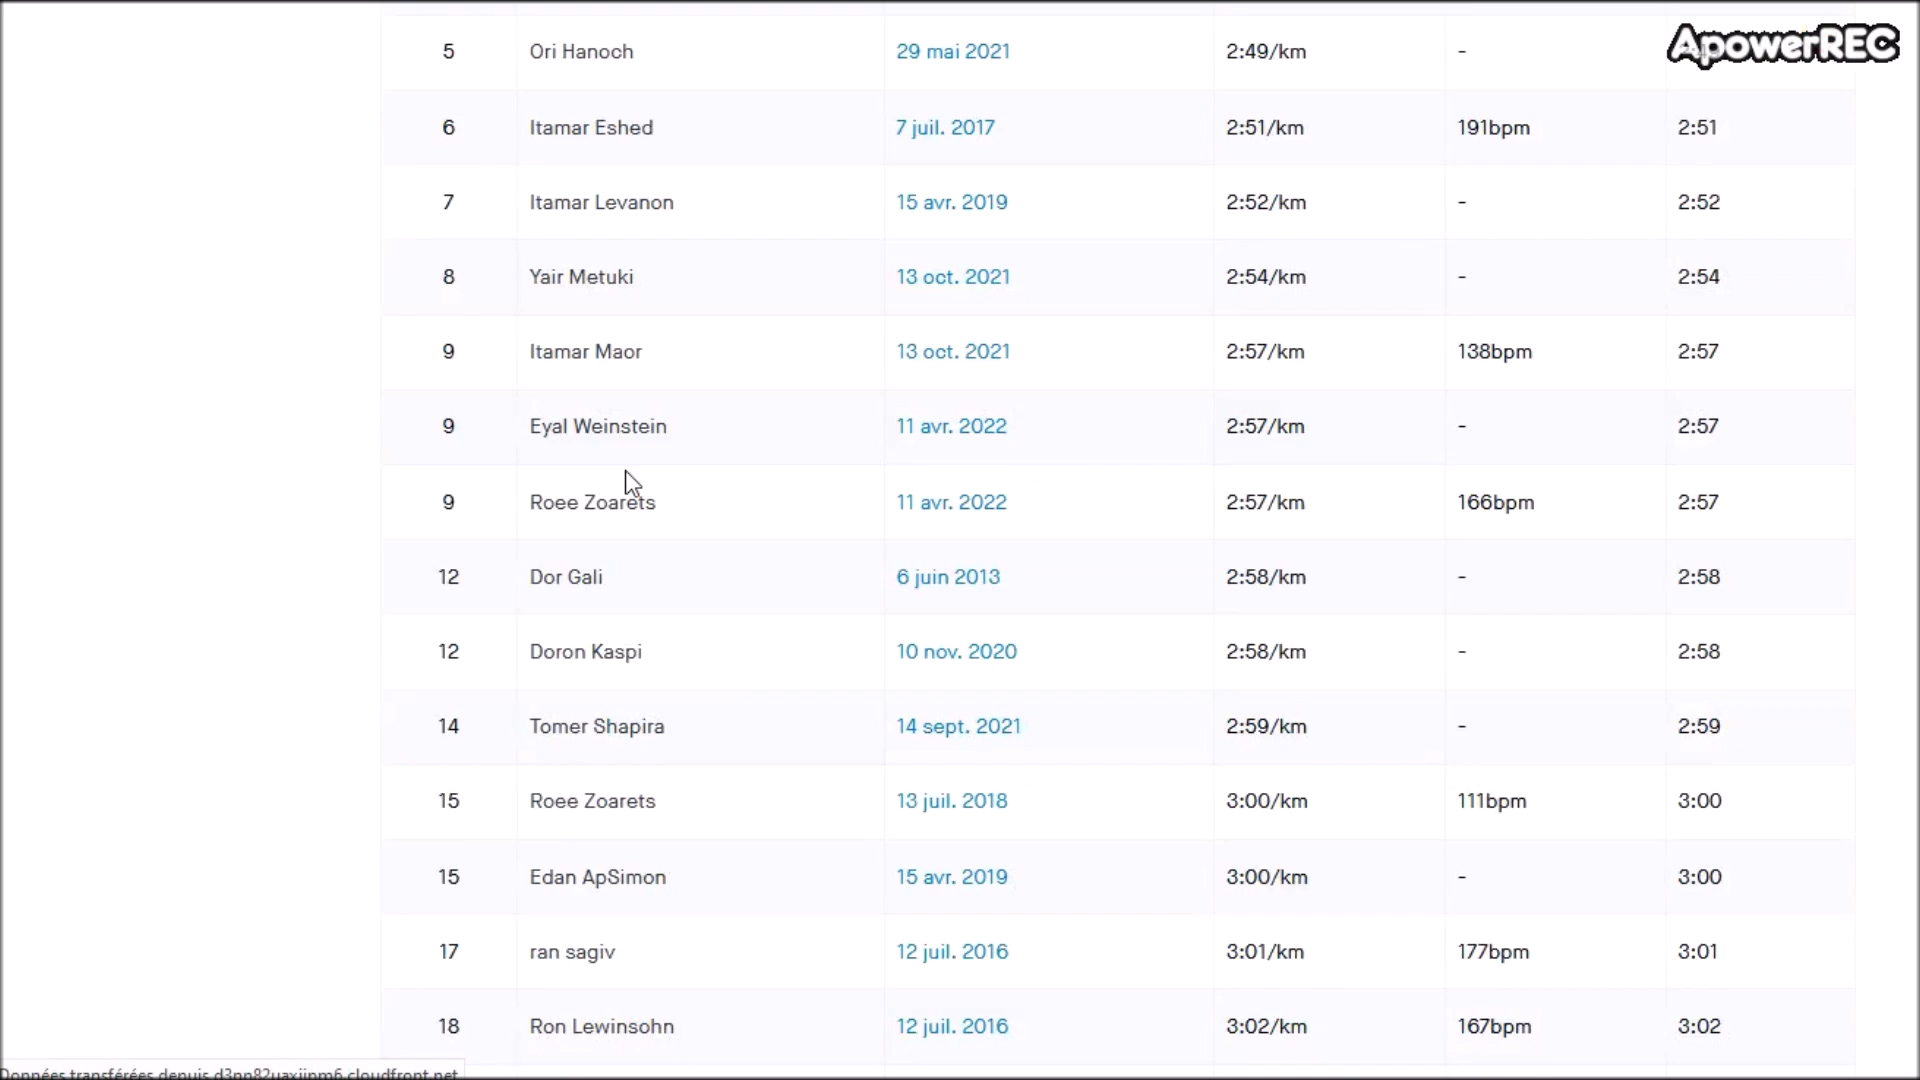 5 Ori Hanoch 29 mai 2021 2:49/km -
ApowerREC
6 Itamar Eshed 7 juil. 2017 2:51/km 191bpm 2:51
7 Itamar Levanon 15 avr. 2019 2:52/km - 2:52
8 Yair Metuki 13 oct. 2021 2:54/km - 2:54
9 Itamar Maor 13 oct. 2021 2:57/km 138bpm 2:57
9 Eyal Weinstein 11 avr. 2022 2:57/km - 2:57
9 Roee Zoarets 11 avr. 2022 2:57/km 166bpm 2:57
12 Dor Gali 6 juin 2013 2:58/km - 2:58
12 Doron Kaspi 10 nov. 2020 2:58/km - 2:58
14 Tomer Shapira 14 sept. 2021 2:59/km - 2:59
15 Roee Zoarets 13 juil. 2018 3:00/km 111bpm 3:00
15 Edan ApSimon 15 avr. 2019 3:00/km - 3:00
17 ran sagiv 12 juil. 2016 3:01/km 177bpm 3:01
18 Ron Lewinsohn 12 juil. 2016 3:02/km 167bpm 3:02
Données transférées depuis